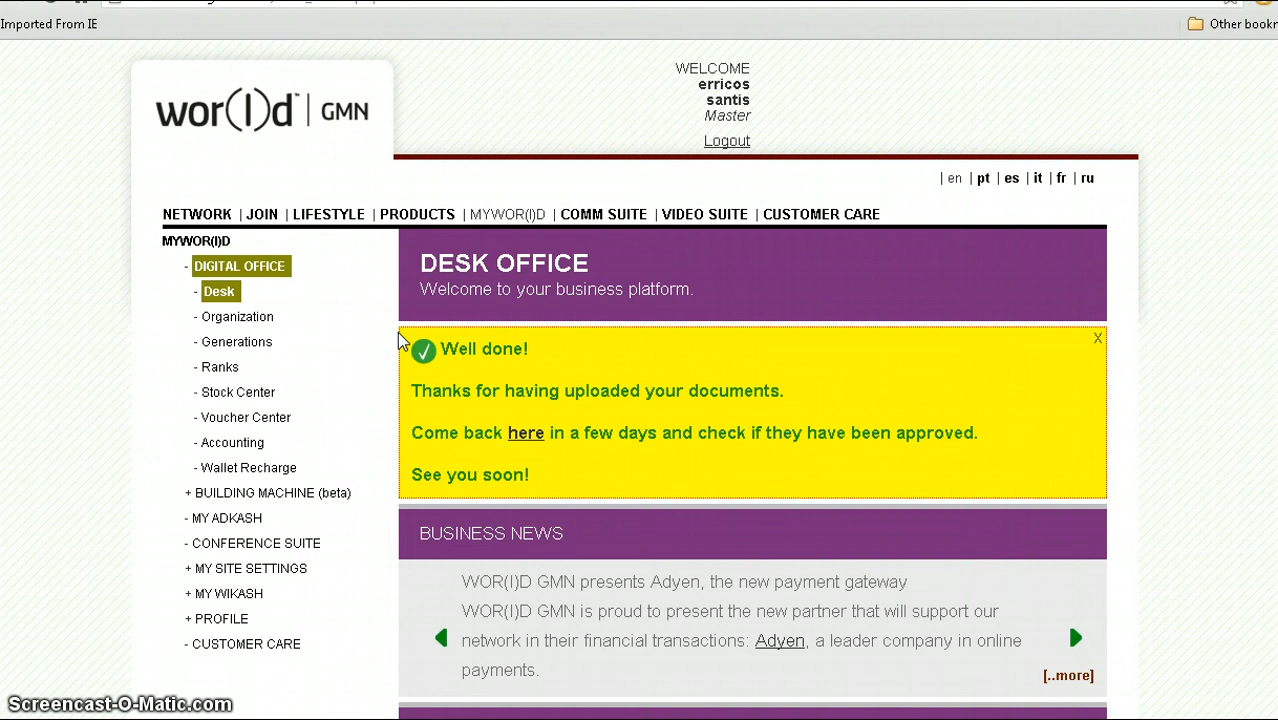 Imported From IE
Other bookr
wor(l)d™ | GMN
WELCOME
erricos
santis
Master
Logout
| en | pt | es | it | fr | ru
NETWORK | JOIN | LIFESTYLE | PRODUCTS | MYWOR(I)D | COMM SUITE | VIDEO SUITE | CUSTOMER CARE
MYWOR(I)D
- DIGITAL OFFICE
- Desk
- Organization
- Generations
- Ranks
- Stock Center
- Voucher Center
- Accounting
- Wallet Recharge
+ BUILDING MACHINE (beta)
- MY ADKASH
- CONFERENCE SUITE
+ MY SITE SETTINGS
+ MY WIKASH
+ PROFILE
- CUSTOMER CARE
DESK OFFICE
Welcome to your business platform.
X
Well done!
Thanks for having uploaded your documents.
Come back here in a few days and check if they have been approved.
See you soon!
BUSINESS NEWS
WOR(I)D GMN presents Adyen, the new payment gateway
WOR(I)D GMN is proud to present the new partner that will support our
network in their financial transactions: Adyen, a leader company in online
payments.
[..more]
Screencast-O-Matic.com